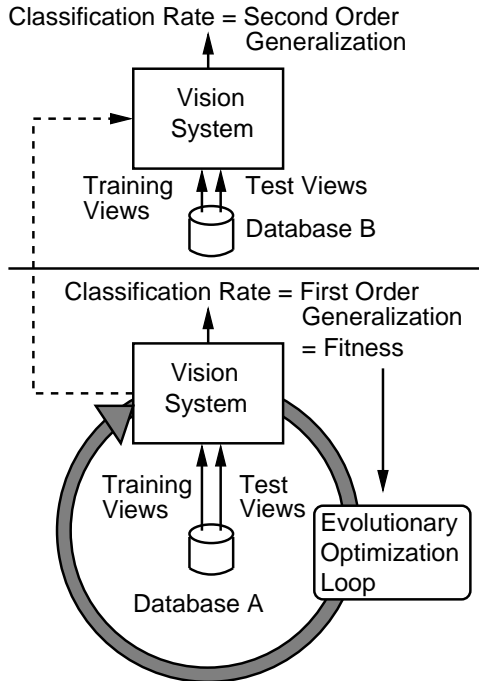 Classification Rate = Second Order
Generalization
Vision
System
Training
Views
Test Views
Database B
Classification Rate = First Order
Generalization
= Fitness
Vision
System
Training
Views
Test
Views
Database A
Evolutionary
Optimization
Loop